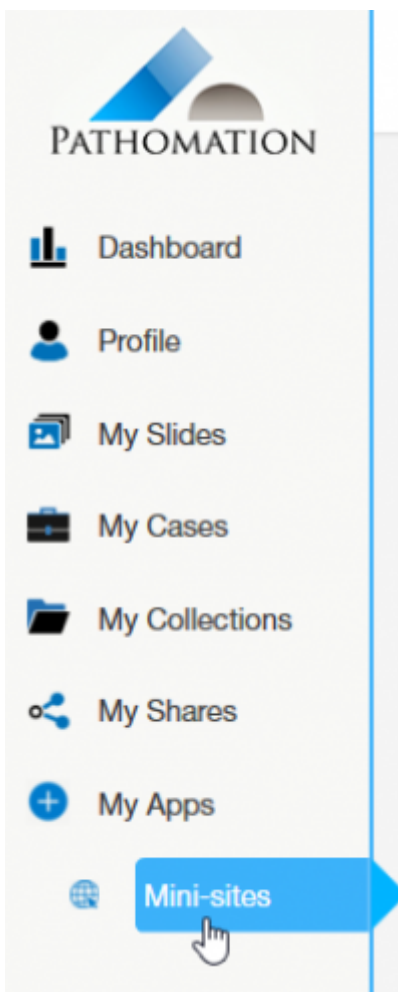 PATHOMATION
Dashboard
Profile
My Slides
My Cases
My Collections
My Shares
My Apps
Mini-sites